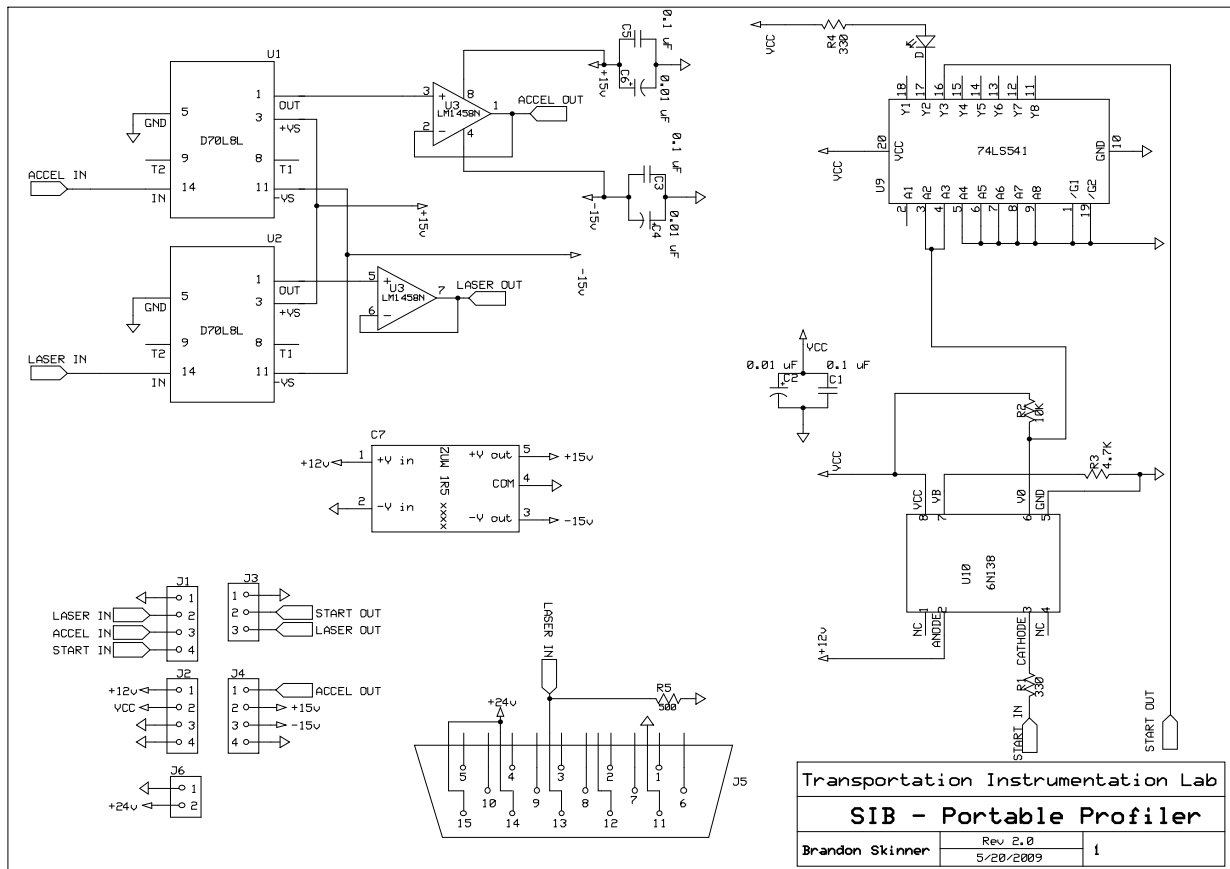 U1
1
OUT
3
+VS
5
GND
D70L8L
9
T2
8
T1
14
IN
11
-VS
ACCEL IN
U2
1
OUT
3
+VS
5
GND
D70L8L
9
T2
8
T1
14
IN
11
-VS
LASER IN
3
+
8
U3
LM1458N
1
2
-
4
ACCEL OUT
5
+
U3
LM1458N
7
6
-
LASER OUT
+15v
-15v
C5
0.1 uF
C6
+
0.01 uF
+15v
0.1 uF
C3
-15v
+
C4
0.01 uF
C7
1
+V in
2
-V in
ZUW 1R5 xxxx
+V out
5
COM
4
-V out
3
+12v
+15v
-15v
VCC
R4
330
D
18
17
16
15
14
13
12
11
Y1
Y2
Y3
Y4
Y5
Y6
Y7
Y8
20
VCC
74LS541
GND
10
VCC
U9
A1
A2
A3
A4
A5
A6
A7
A8
/G1
/G2
2
3
4
5
6
7
8
9
1
19
VCC
0.01 uF
0.1 uF
+
C2
C1
R2
10K
VCC
R3
4.7K
VCC
VB
VO
GND
8
7
6
5
U10
6N138
1
2
3
4
NC
ANODE
CATHODE
NC
+12v
R1
330
START IN
START OUT
J1
1
LASER IN
2
ACCEL IN
3
START IN
4
J3
1
2
START OUT
3
LASER OUT
J2
+12v
1
VCC
2
3
4
J4
1
ACCEL OUT
2
+15v
3
-15v
4
J6
1
+24v
2
LASER IN
R5
500
+24v
5
4
3
2
1
10
9
8
7
6
15
14
13
12
11
J5
Transportation Instrumentation Lab
SIB - Portable Profiler
Brandon Skinner
Rev 2.0
5/20/2009
1